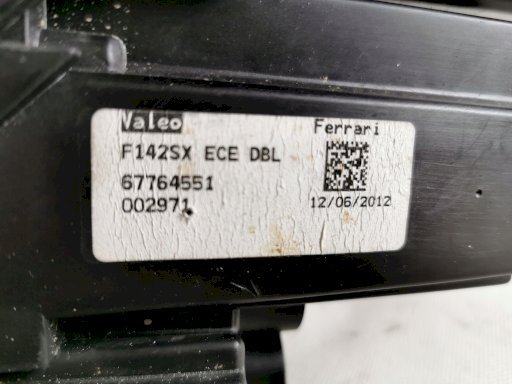 Valeo Ferrari
F142SX ECE DBL
67764551
002971 12/06/2012